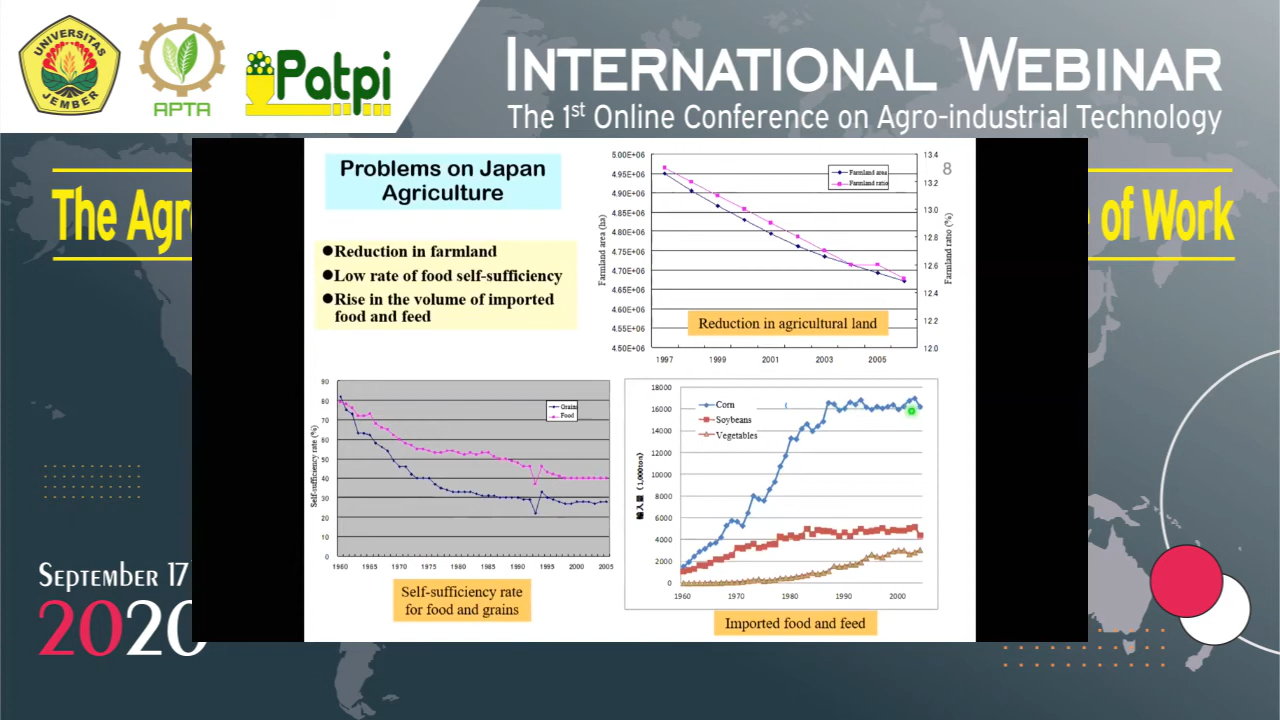 UNIVERSITAS
JEMBER
APTA
Patpi
INTERNATIONAL WEBINAR
The 1st Online Conference on Agro-industrial Technology
The Agr
e of Work
SEPTEMBER 17
2020
Problems on Japan
Agriculture
●Reduction in farmland
●Low rate of food self-sufficiency
●Rise in the volume of imported
food and feed
8
5.00E+06
4.95E+06
4.90E+06
4.85E+06
4.80E+06
4.75E+06
4.70E+06
4.65E+06
4.60E+06
4.55E+06
4.50E+06
Farmland area (ha)
Farmland area
Farmland ratio
13.4
13.2
13.0
12.8
12.6
12.4
12.2
12.0
Farmland ratio (%)
1997 1999 2001 2003 2005
Reduction in agricultural land
90
80
70
60
50
40
30
20
10
0
Self-sufficiency rate (%)
Grains
Food
1960 1965 1970 1975 1980 1985 1990 1995 2000 2005
Self-sufficiency rate
for food and grains
18000
16000
14000
12000
10000
8000
6000
4000
2000
0
輸入量 (1,000ton)
Corn
Soybeans
Vegetables
1960 1970 1980 1990 2000
Imported food and feed